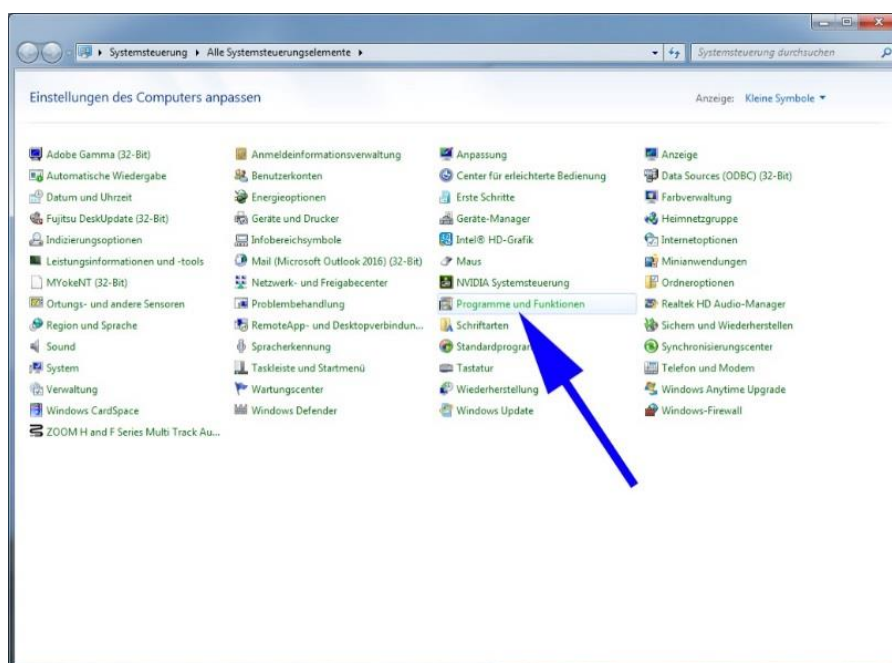 Systemsteuerung Alle Systemsteuerungselemente Systemsteuerung durchsuchen
Einstellungen des Computers anpassen Anzeige: Kleine Symbole
Adobe Gamma (32-Bit) Anmeldeinformationsverwaltung Anpassung Anzeige
Automatische Wiedergabe Benutzerkonten Center für erleichterte Bedienung Data Sources (ODBC) (32-Bit)
Datum und Uhrzeit Energieoptionen Erste Schritte Farbverwaltung
Fujitsu DeskUpdate (32-Bit) Geräte und Drucker Geräte-Manager Heimnetzgruppe
Indizierungsoptionen Infobereichsymbole Intel® HD-Grafik Internetoptionen
Leistungsinformationen und -tools Mail (Microsoft Outlook 2016) (32-Bit) Maus Minianwendungen
MYokeNT (32-Bit) Netzwerk- und Freigabecenter NVIDIA Systemsteuerung Ordneroptionen
Ortungs- und andere Sensoren Problembehandlung Programme und Funktionen Realtek HD Audio-Manager
Region und Sprache RemoteApp- und Desktopverbindun... Schriftarten Sichern und Wiederherstellen
Sound Spracherkennung Standardprogra Synchronisierungscenter
System Taskleiste und Startmenü Tastatur Telefon und Modem
Verwaltung Wartungscenter Wiederherstellung Windows Anytime Upgrade
Windows CardSpace Windows Defender Windows Update Windows-Firewall
ZOOM H and F Series Multi Track Au...